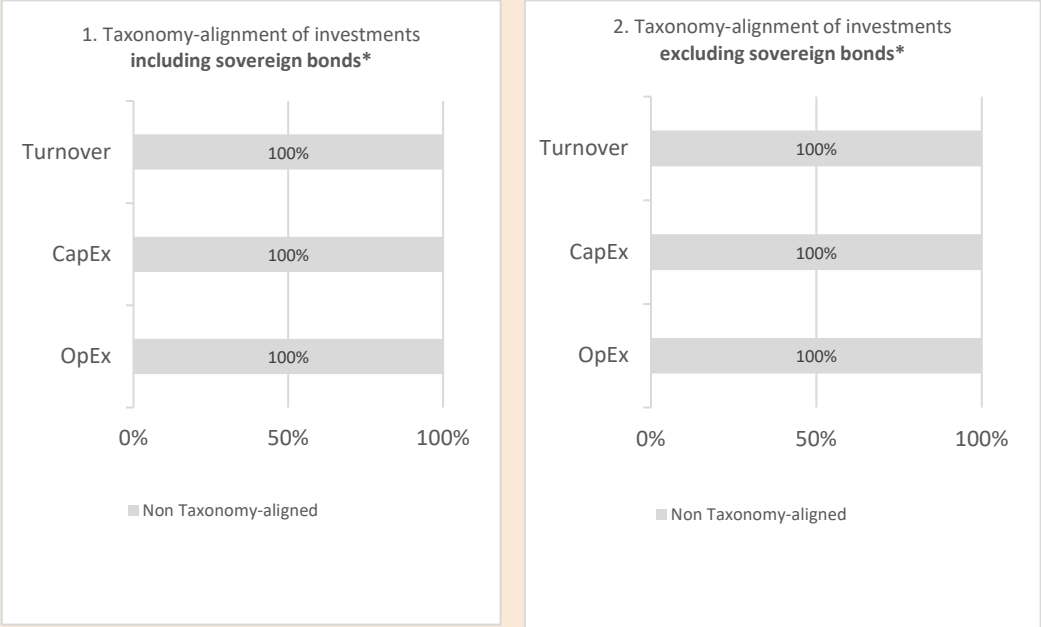 1. Taxonomy-alignment of investments
including sovereign bonds*
Turnover
100%
CapEx
100%
OpEx
100%
0%
50%
100%
Non Taxonomy-aligned
2. Taxonomy-alignment of investments
excluding sovereign bonds*
Turnover
100%
CapEx
100%
OpEx
100%
0%
50%
100%
Non Taxonomy-aligned